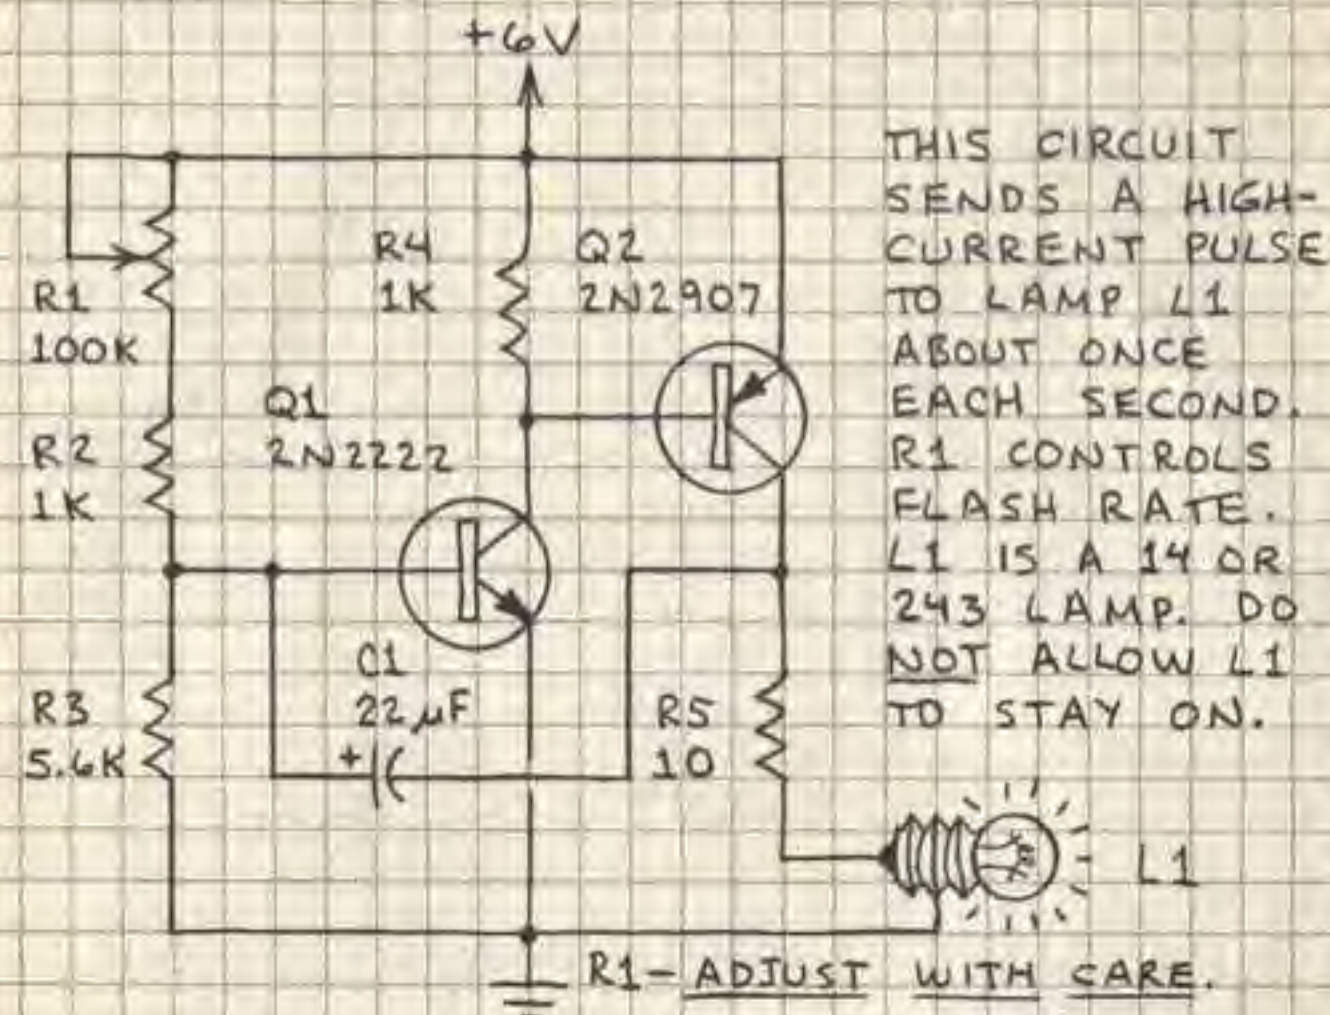 +6V
THIS CIRCUIT
SENDS A HIGH-
CURRENT PULSE
TO LAMP L1
ABOUT ONCE
EACH SECOND.
R1 CONTROLS
FLASH RATE.
L1 IS A 14 OR
243 LAMP. DO
NOT ALLOW L1
TO STAY ON.
R1
100K
R4
1K
Q2
2N2907
Q1
2N2222
R2
1K
C1
22µF
+
R3
5.6K
R5
10
L1
R1-ADJUST WITH CARE.